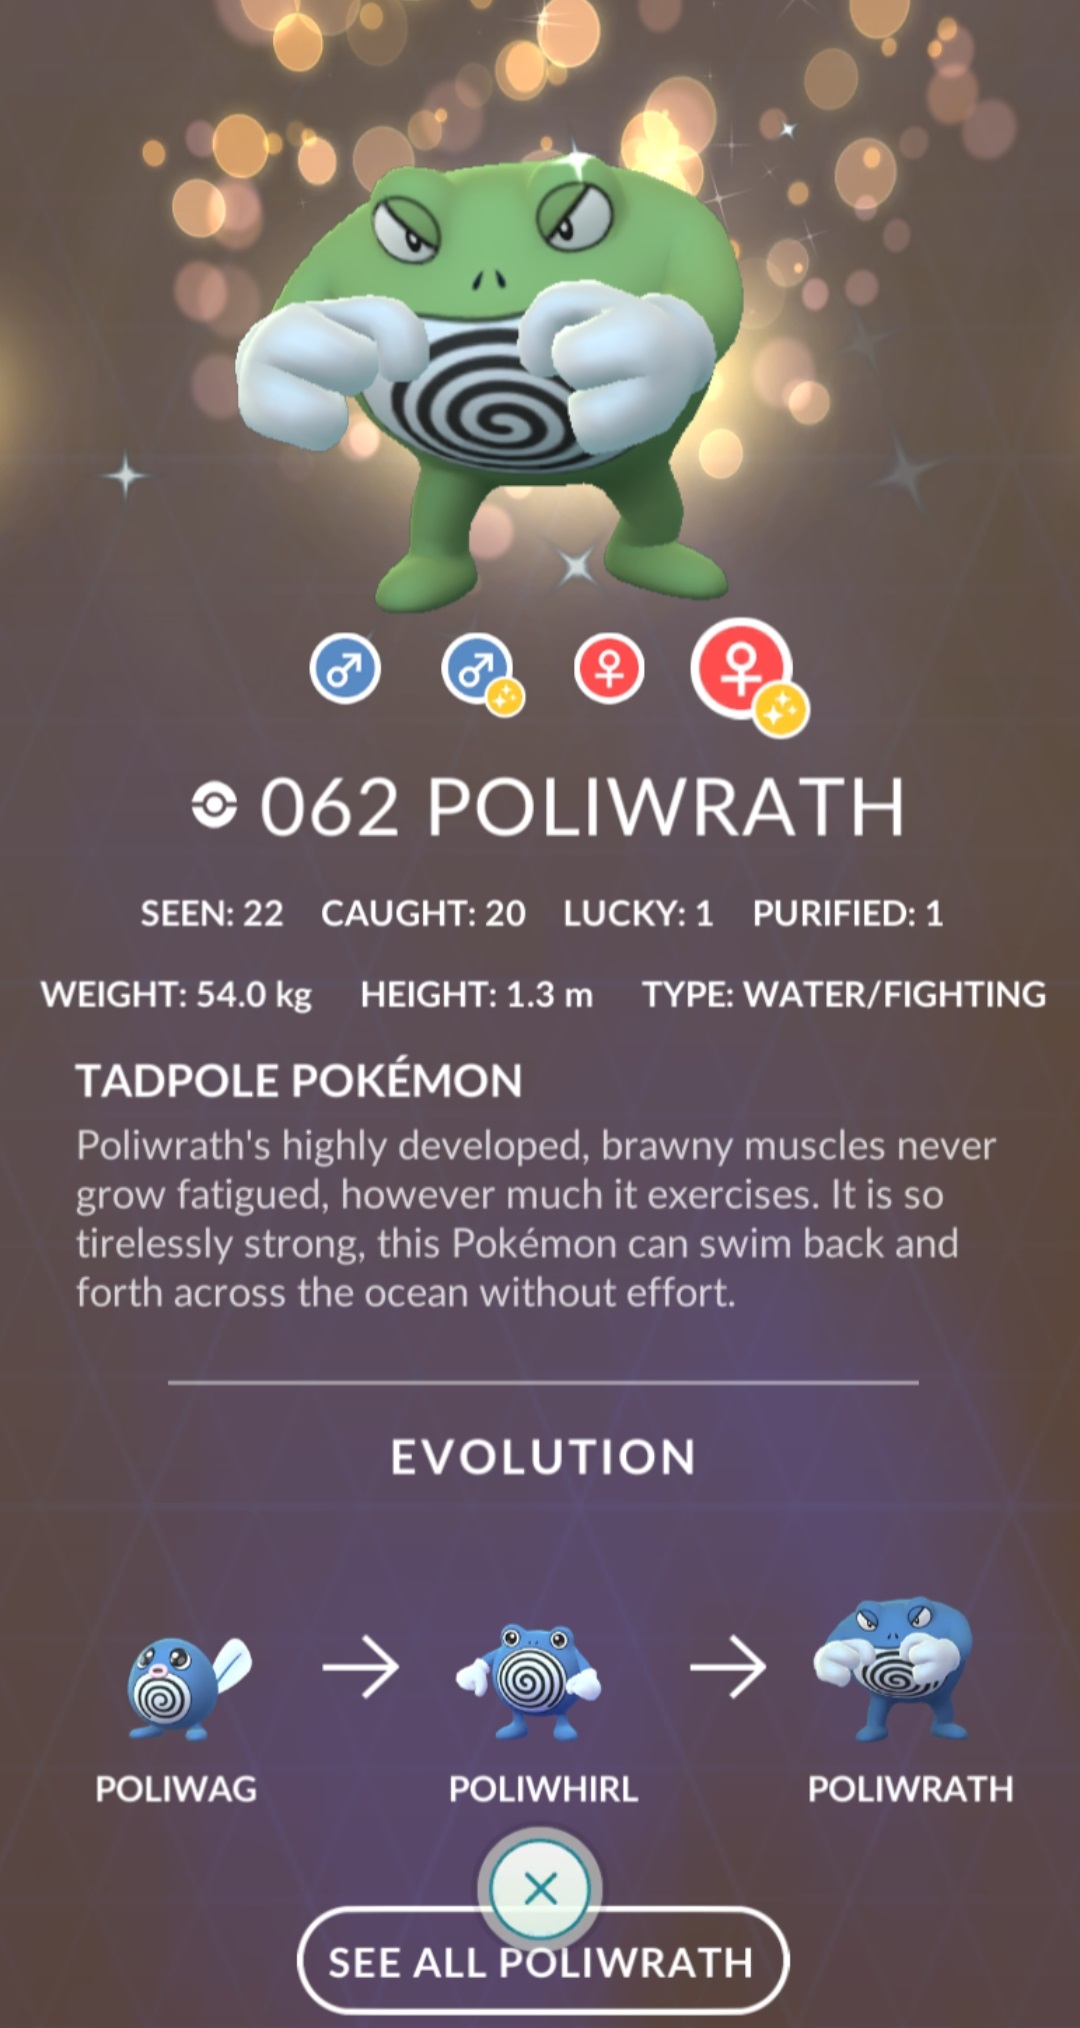 062 POLIWRATH
SEEN: 22 CAUGHT: 20 LUCKY: 1 PURIFIED: 1
WEIGHT: 54.0 kg HEIGHT: 1.3 m TYPE: WATER/FIGHTING
TADPOLE POKÉMON
Poliwrath's highly developed, brawny muscles never
grow fatigued, however much it exercises. It is so
tirelessly strong, this Pokémon can swim back and
forth across the ocean without effort.
EVOLUTION
POLIWAG POLIWHIRL POLIWRATH
SEE ALL POLIWRATH